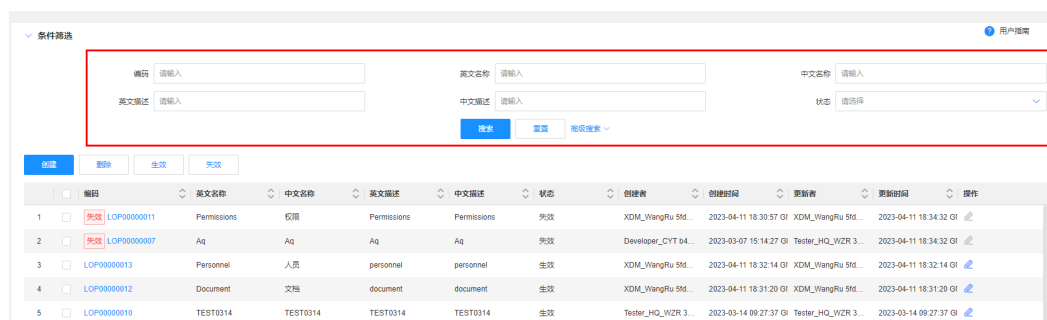 条件筛选 用户指南
编码 请输入 英文名称 请输入 中文名称 请输入
英文描述 请输入 中文描述 请输入 状态 请选择
搜索 重置 高级搜索
创建 删除 生效 失效
编码 英文名称 中文名称 英文描述 中文描述 状态 创建者 创建时间 更新者 更新时间 操作
1 失效 LOP00000011 Permissions 权限 Permissions Permissions 失效 XDM_WangRu 5fd... 2023-04-11 18:30:57 GM XDM_WangRu 5fd... 2023-04-11 18:34:32 GM
2 失效 LOP00000007 Aq Aq Aq Aq 失效 Developer_CYT b4... 2023-03-07 15:14:27 GM Tester_HQ_WZR 3... 2023-04-11 18:34:32 GM
3 LOP00000013 Personnel 人员 personnel personnel 生效 XDM_WangRu 5fd... 2023-04-11 18:32:14 GM XDM_WangRu 5fd... 2023-04-11 18:32:14 GM
4 LOP00000012 Document 文档 document document 生效 XDM_WangRu 5fd... 2023-04-11 18:31:20 GM XDM_WangRu 5fd... 2023-04-11 18:31:20 GM
5 LOP00000010 TEST0314 TEST0314 TEST0314 TEST0314 生效 Tester_HQ_WZR 3... 2023-03-14 09:27:37 GM Tester_HQ_WZR 3... 2023-03-14 09:27:37 GM